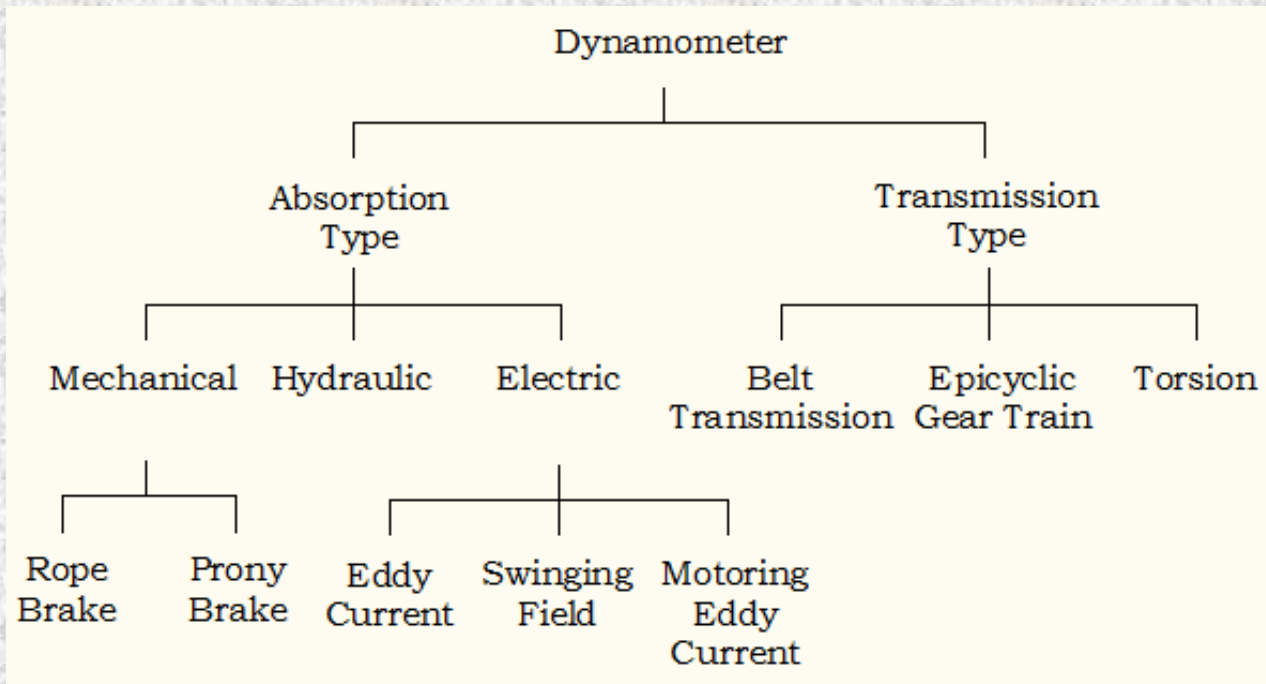 Dynamometer
Absorption
Type
Transmission
Type
Mechanical
Hydraulic
Electric
Belt
Transmission
Epicyclic
Gear Train
Torsion
Rope
Brake
Prony
Brake
Eddy
Current
Swinging
Field
Motoring
Eddy
Current